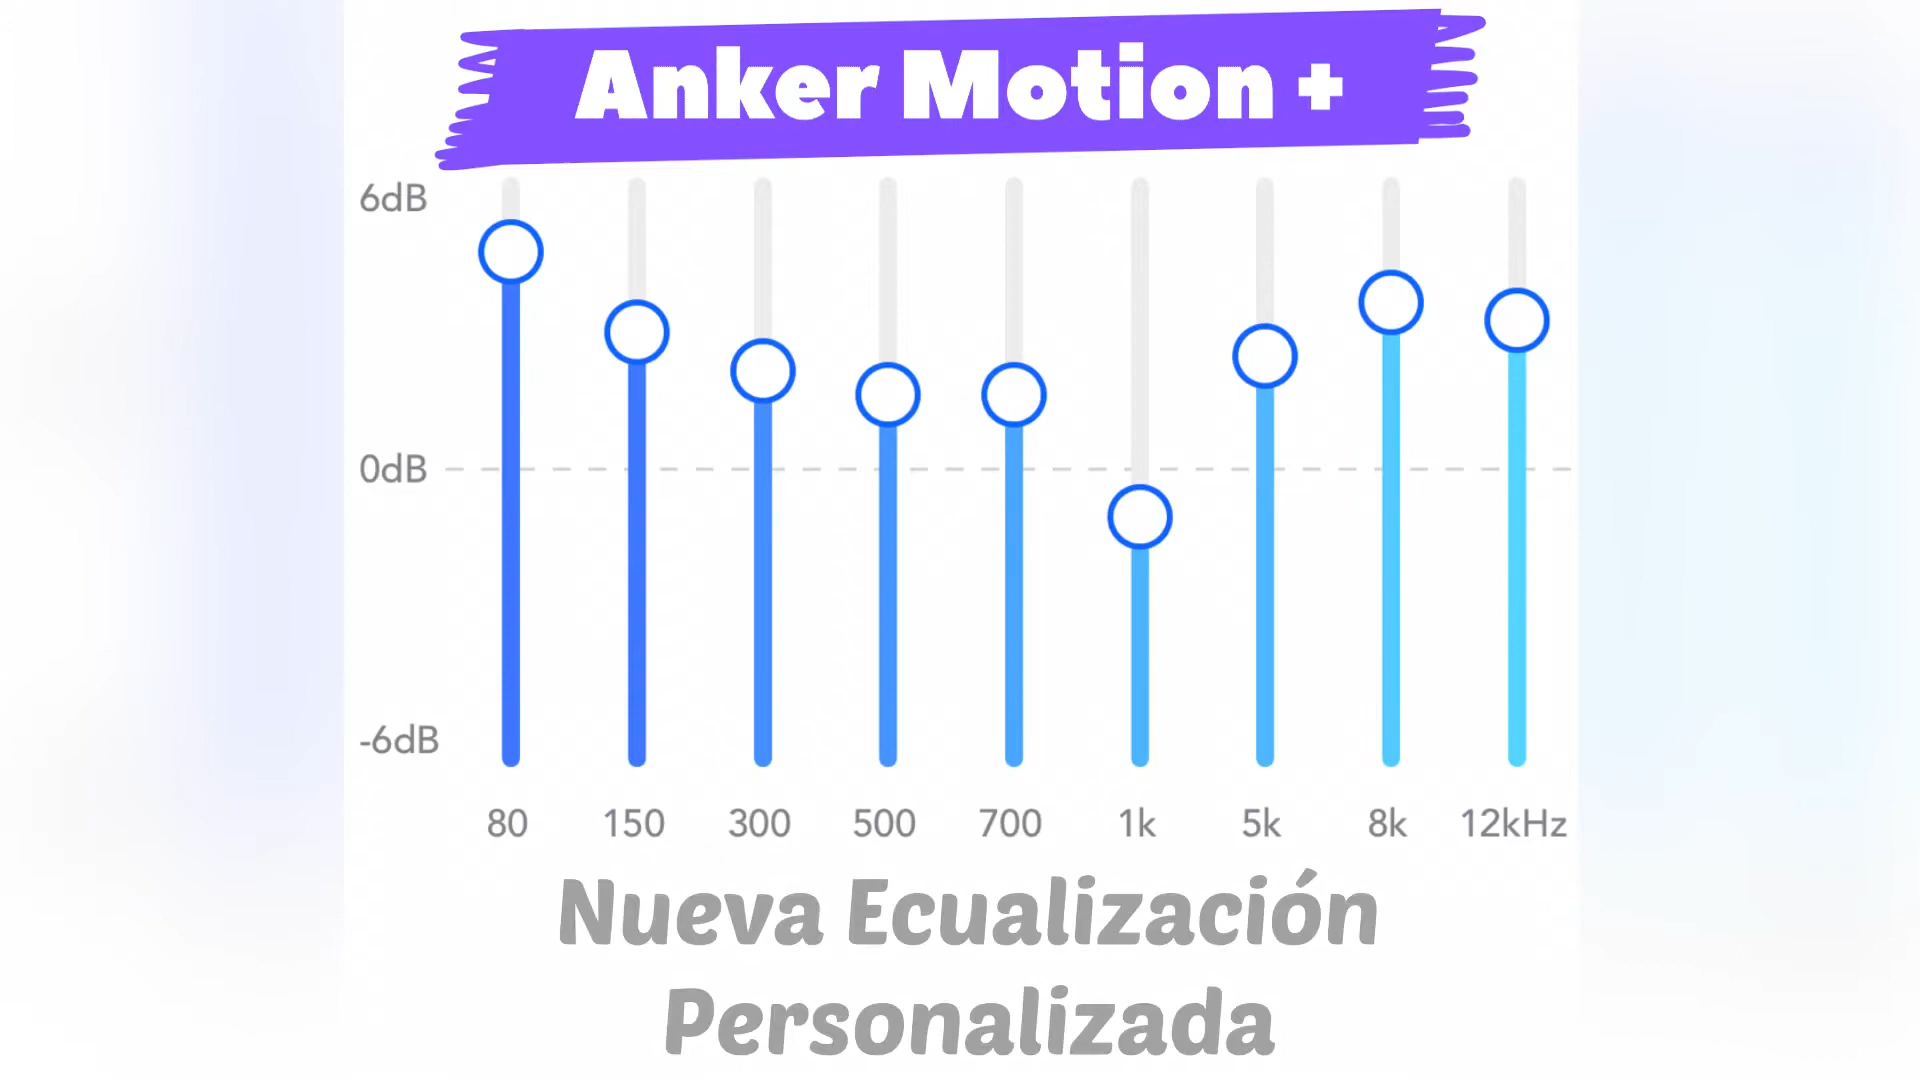 Anker Motion +
6dB
0dB
-6dB
80 150 300 500 700 1k 5k 8k 12kHz
Nueva Ecualización
Personalizada